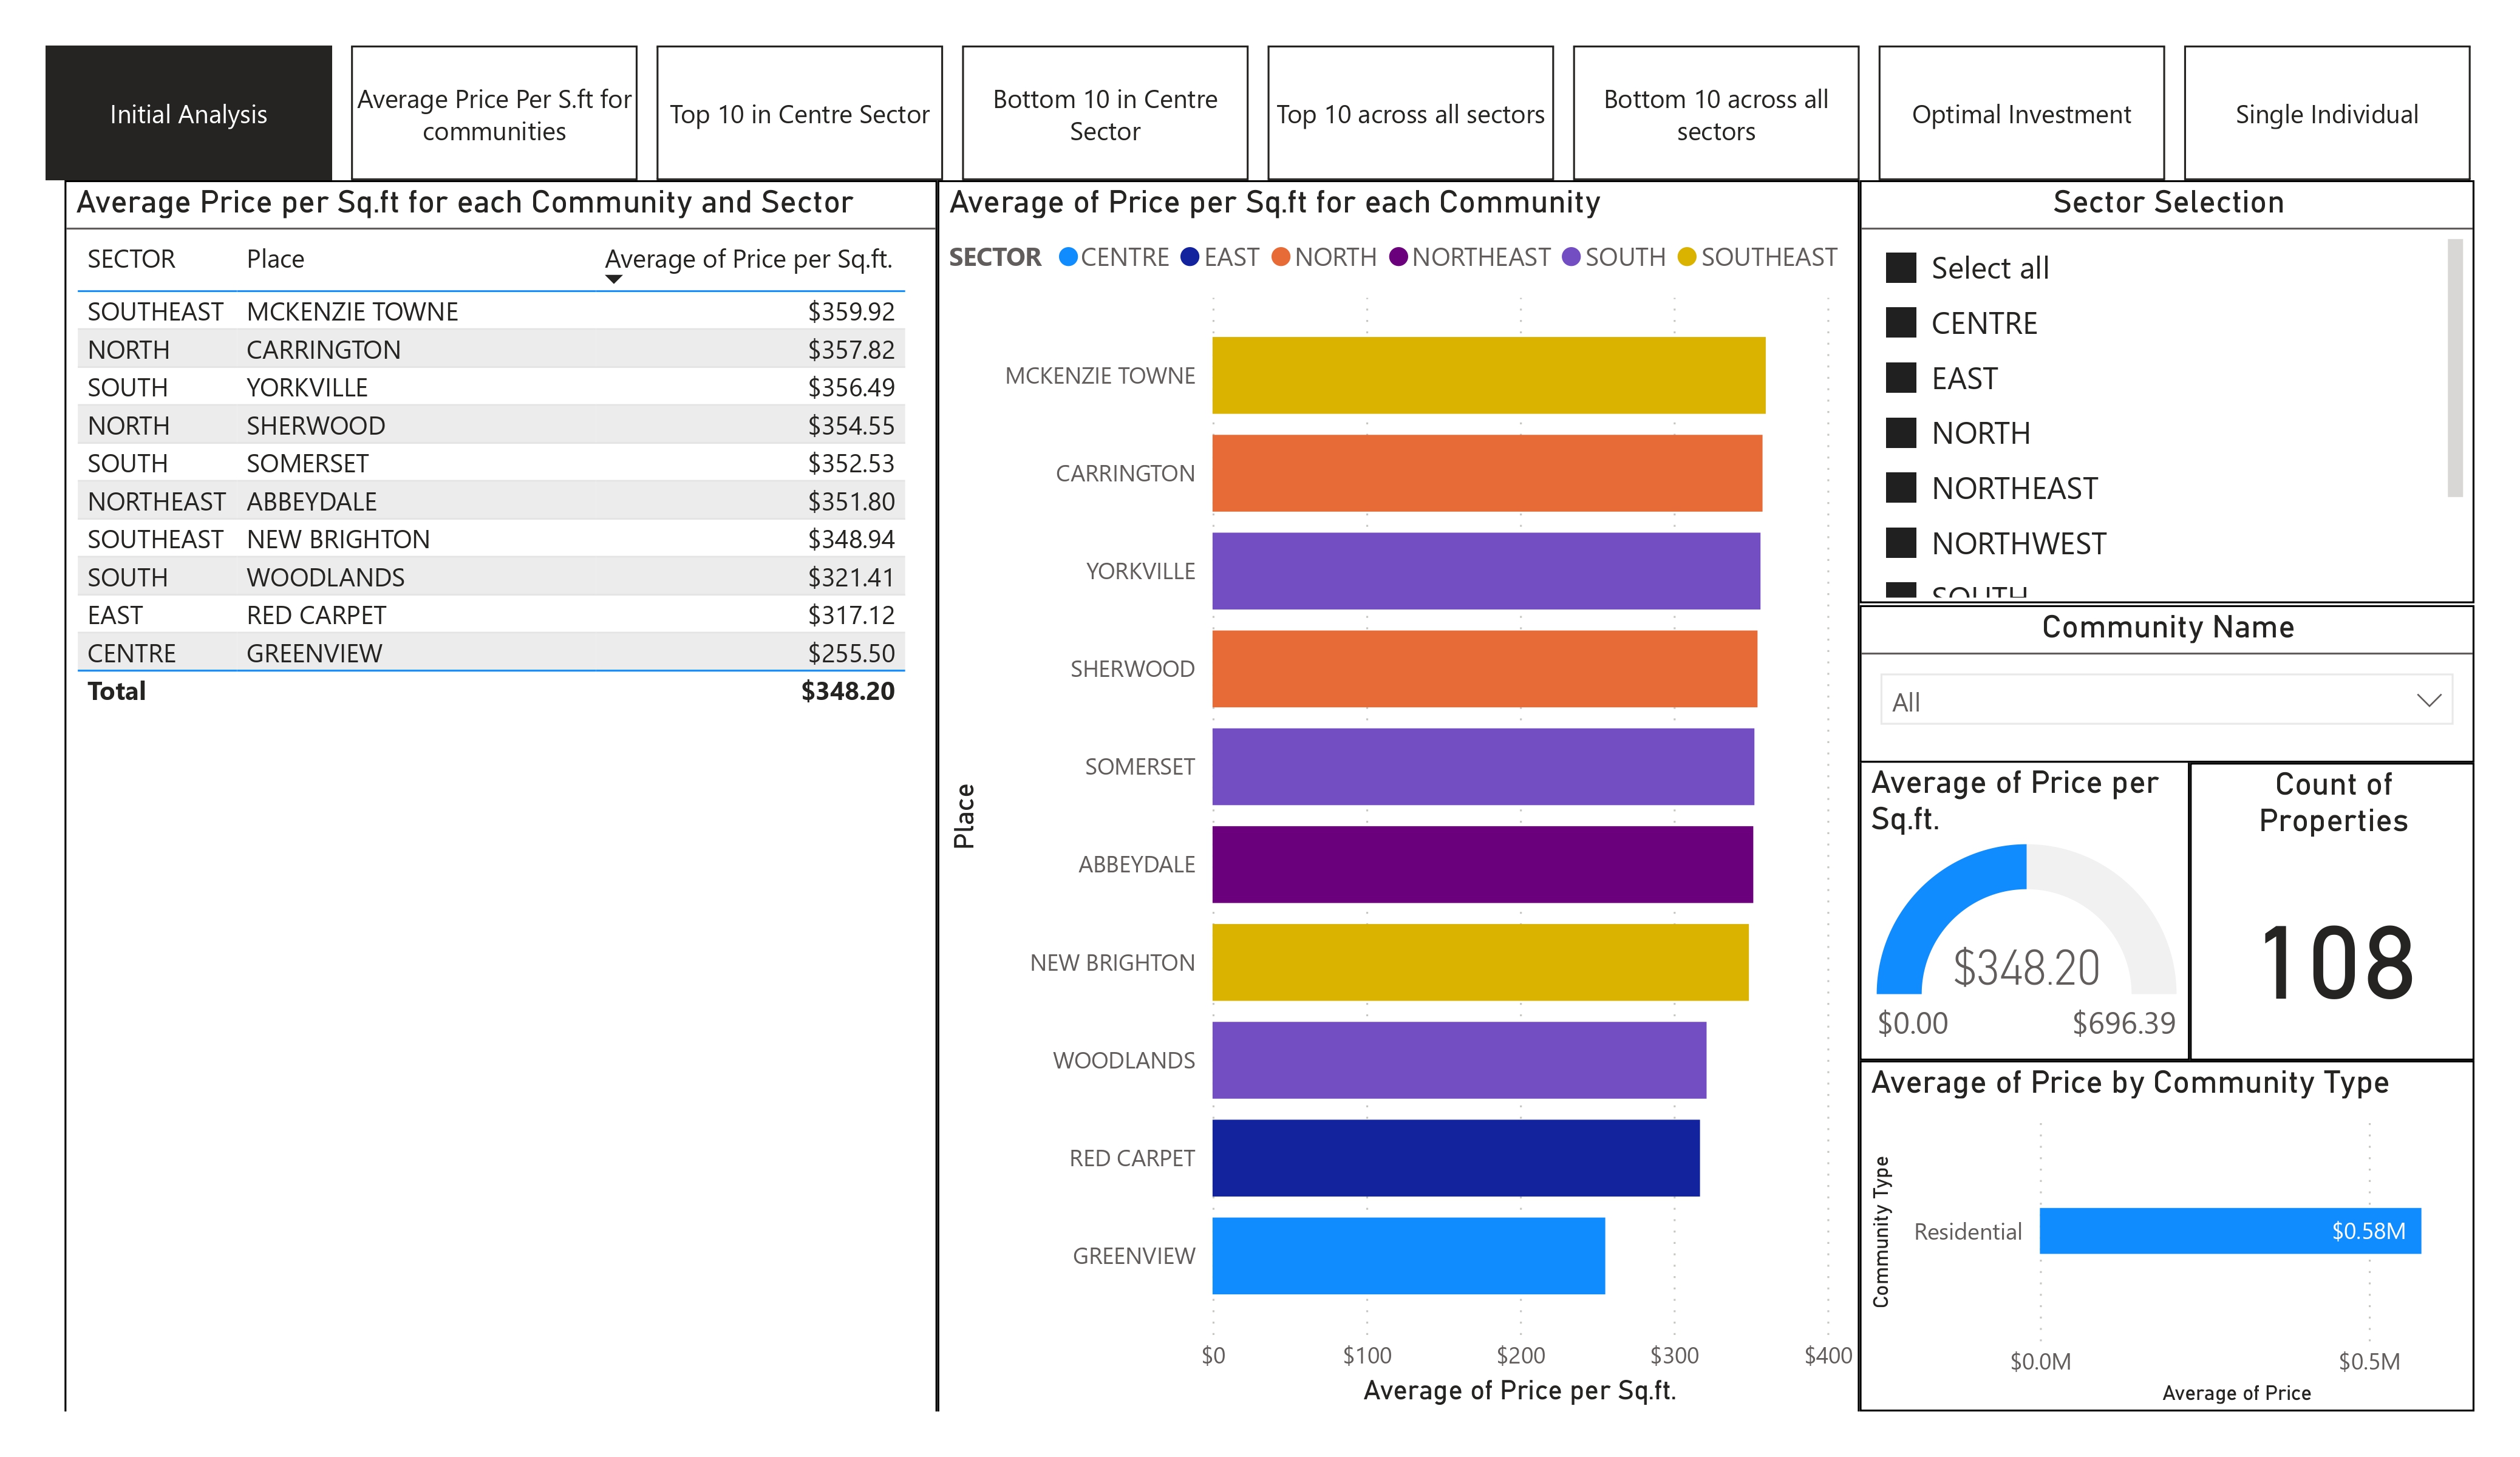 Initial Analysis
Average Price Per S.ft for
communities
Top 10 in Centre Sector
Bottom 10 in Centre
Sector
Top 10 across all sectors
Bottom 10 across all
sectors
Optimal Investment
Single Individual
Average Price per Sq.ft for each Community and Sector
SECTOR Place Average of Price per Sq.ft.
SOUTHEAST MCKENZIE TOWNE $359.92
NORTH CARRINGTON $357.82
SOUTH YORKVILLE $356.49
NORTH SHERWOOD $354.55
SOUTH SOMERSET $352.53
NORTHEAST ABBEYDALE $351.80
SOUTHEAST NEW BRIGHTON $348.94
SOUTH WOODLANDS $321.41
EAST RED CARPET $317.12
CENTRE GREENVIEW $255.50
Total $348.20
Average of Price per Sq.ft for each Community
SECTOR CENTRE EAST NORTH NORTHEAST SOUTH SOUTHEAST
Place
MCKENZIE TOWNE
CARRINGTON
YORKVILLE
SHERWOOD
SOMERSET
ABBEYDALE
NEW BRIGHTON
WOODLANDS
RED CARPET
GREENVIEW
$0 $100 $200 $300 $400
Average of Price per Sq.ft.
Sector Selection
Select all
CENTRE
EAST
NORTH
NORTHEAST
NORTHWEST
SOUTH
Community Name
All
Average of Price per
Sq.ft.
$348.20
$0.00 $696.39
Count of
Properties
108
Average of Price by Community Type
Community Type
Residential $0.58M
$0.0M $0.5M
Average of Price